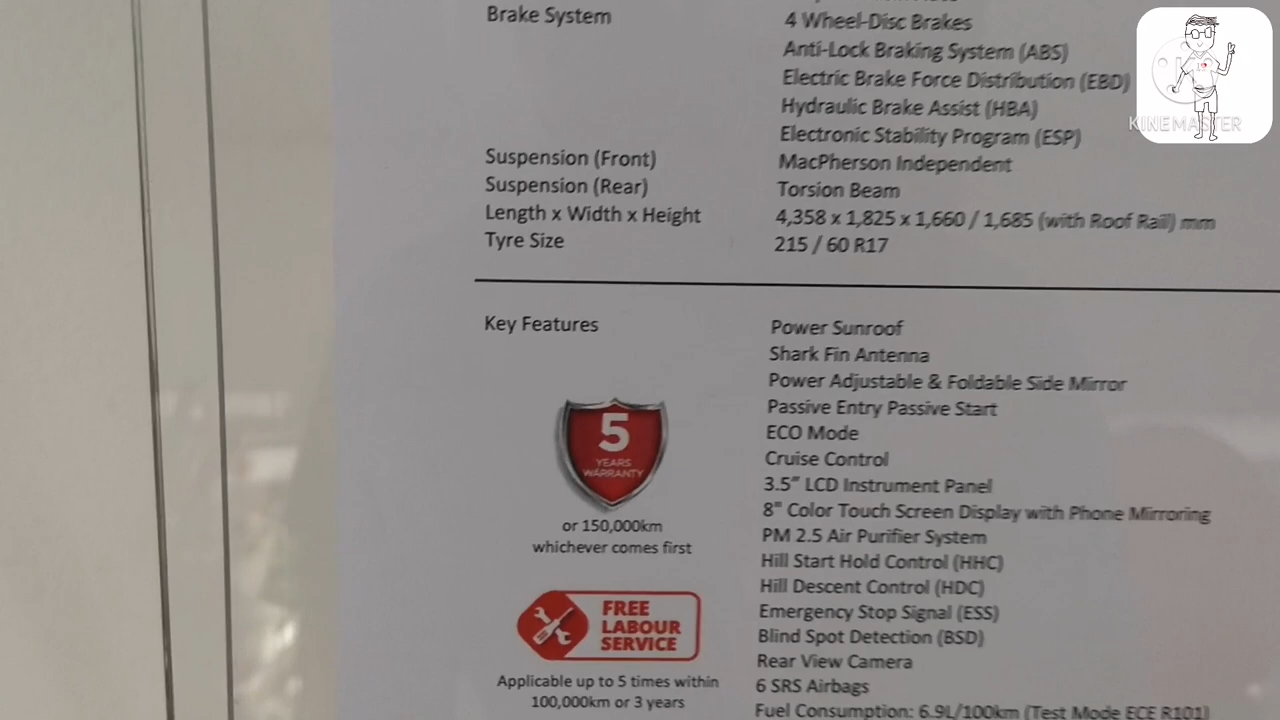 Brake System 4 Wheel-Disc Brakes
Anti-Lock Braking System (ABS)
Electric Brake Force Distribution (EBD)
Hydraulic Brake Assist (HBA)
Electronic Stability Program (ESP)
Suspension (Front) MacPherson Independent
Suspension (Rear) Torsion Beam
Length x Width x Height 4,358 x 1,825 x 1,660 / 1,685 (with Roof Rail) mm
Tyre Size 215 / 60 R17
Key Features Power Sunroof
Shark Fin Antenna
Power Adjustable & Foldable Side Mirror
Passive Entry Passive Start
ECO Mode
Cruise Control
3.5" LCD Instrument Panel
8" Color Touch Screen Display with Phone Mirroring
PM 2.5 Air Purifier System
Hill Start Hold Control (HHC)
Hill Descent Control (HDC)
Emergency Stop Signal (ESS)
Blind Spot Detection (BSD)
Rear View Camera
6 SRS Airbags
Fuel Consumption: 6.9L/100km (Test Mode ECE R101)
5
YEARS
WARRANTY
or 150,000km
whichever comes first
FREE
LABOUR
SERVICE
Applicable up to 5 times within
100,000km or 3 years
KINEMASTER